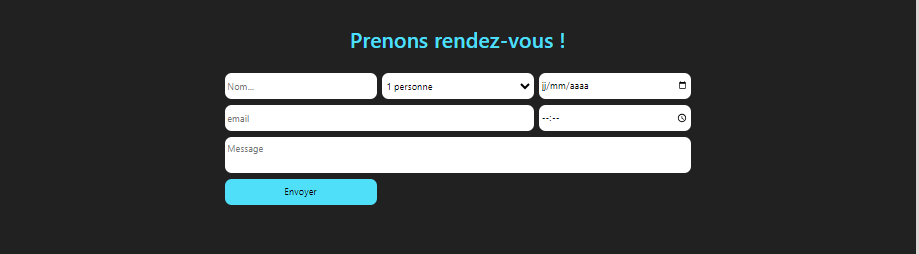 Prenons rendez-vous !
Nom... 1 personne jj/mm/aaaa
email --:--
Message
Envoyer